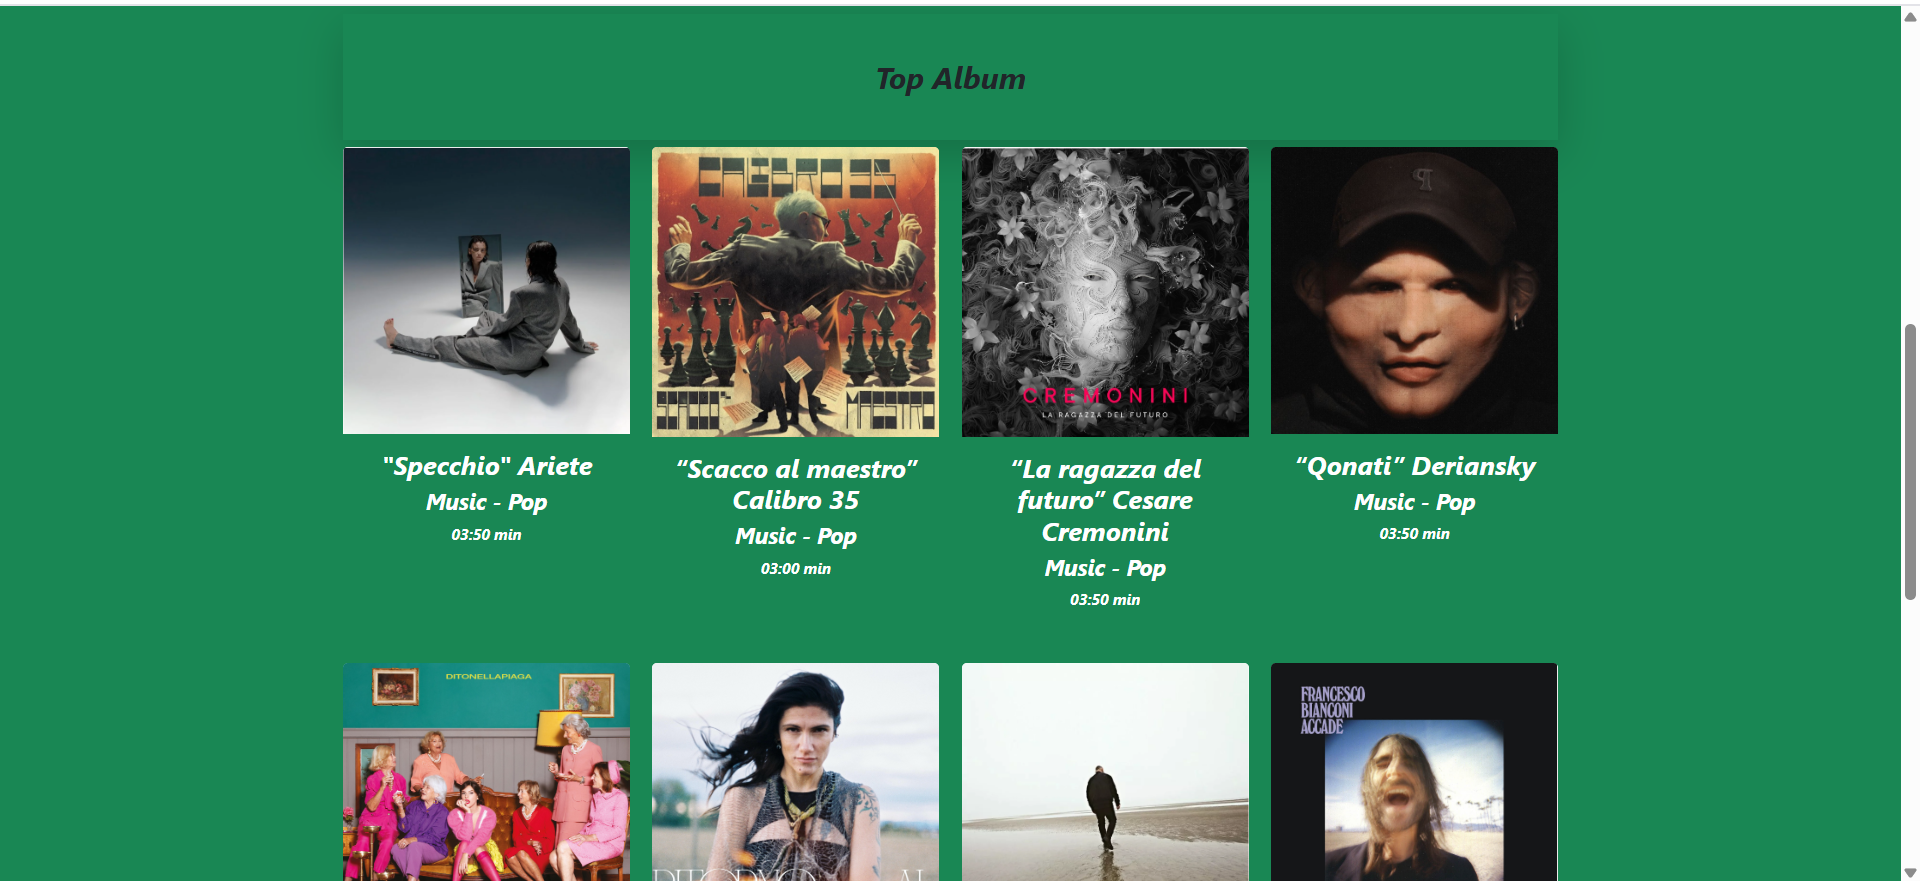 Top Album
CALIBRO 35
SCACCO AL
MAESTRO
CREMONINI
LA RAGAZZA DEL FUTURO
"Specchio" Ariete
Music - Pop
03:50 min
“Scacco al maestro”
Calibro 35
Music - Pop
03:00 min
“La ragazza del
futuro” Cesare
Cremonini
Music - Pop
03:50 min
“Qonati” Deriansky
Music - Pop
03:50 min
DITONELLAPIAGA
FRANCESCO
BIANCONI
ACCADE